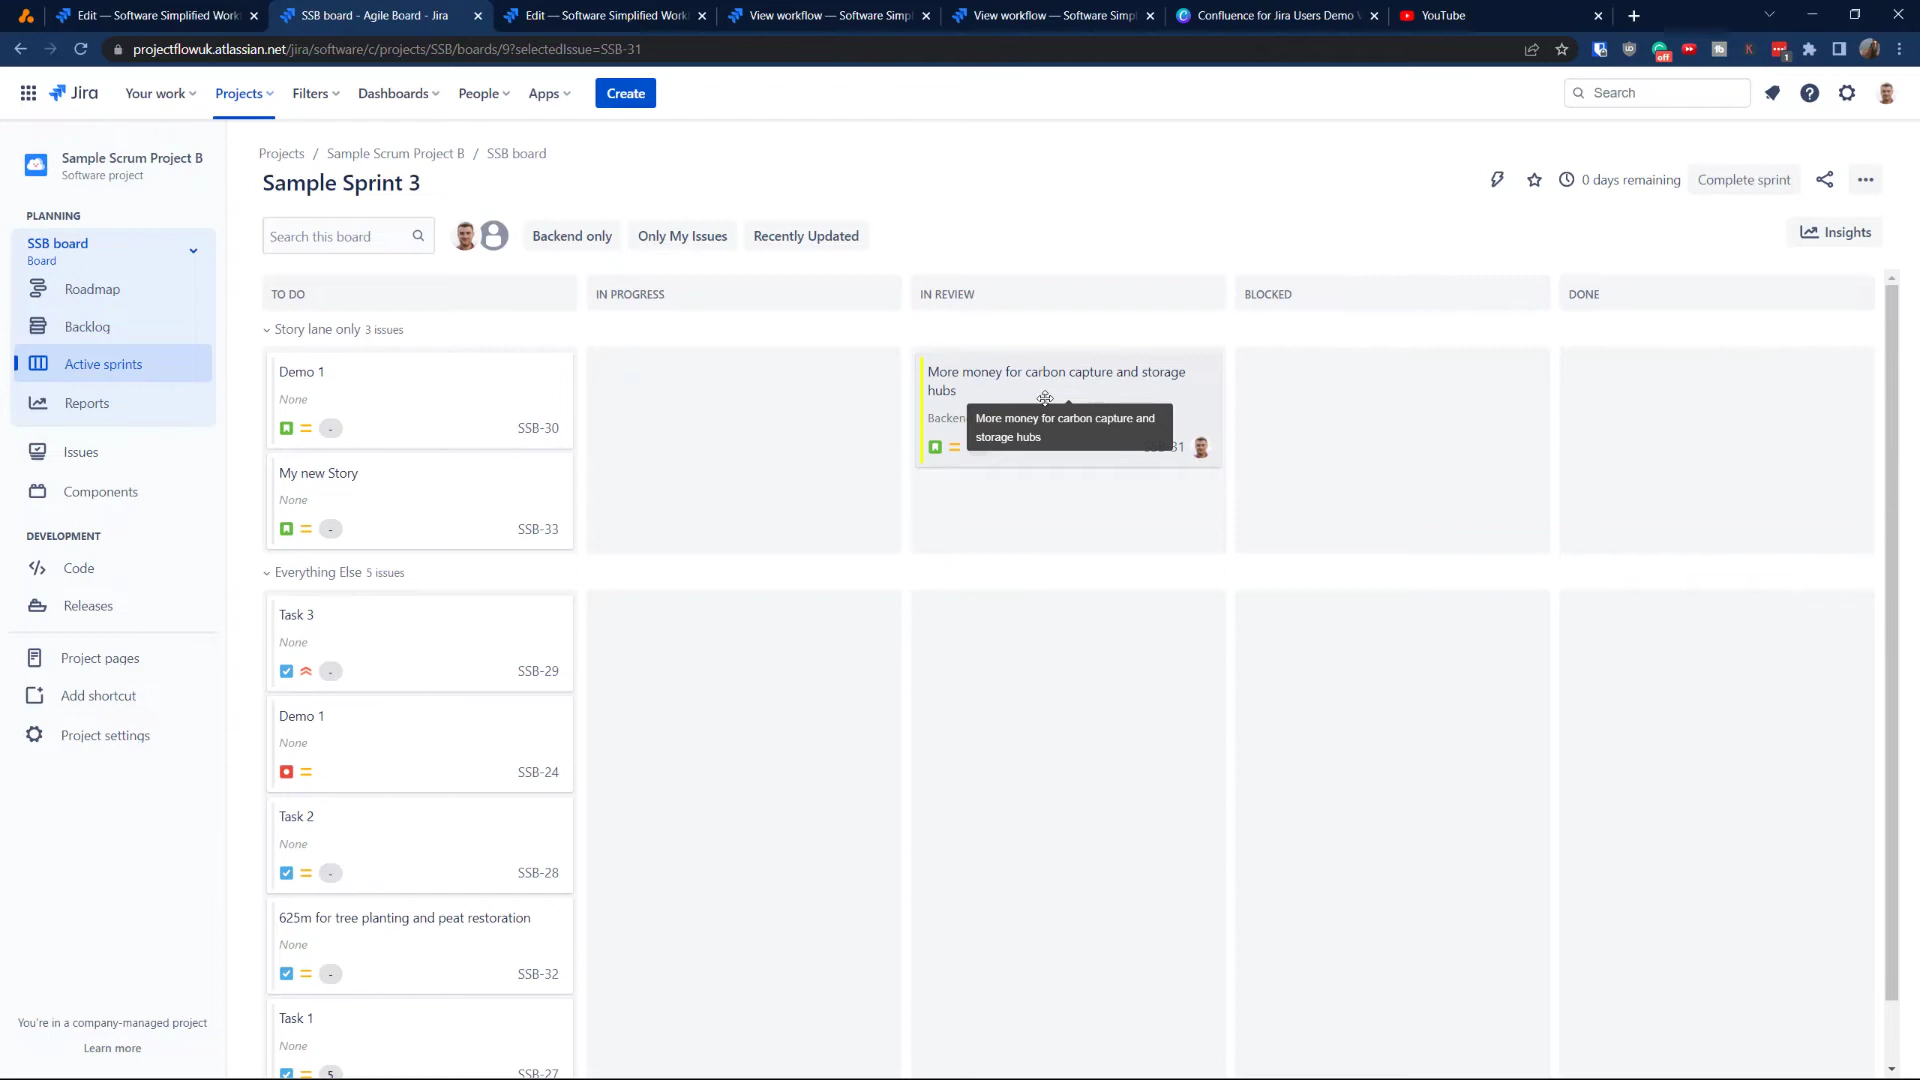 Edit — Software Simplified Work
SSB board - Agile Board - Jira
Edit — Software Simplified Work
View workflow — Software Simpl
View workflow — Software Simpl
Confluence for Jira Users Demo
YouTube
projectflowuk.atlassian.net/jira/software/c/projects/SSB/boards/9?selectedIssue=SSB-31
off
1
Jira
Your work
Projects
Filters
Dashboards
People
Apps
Create
Search
Sample Scrum Project B
Software project
PLANNING
SSB board
Board
Roadmap
Backlog
Active sprints
Reports
Issues
Components
DEVELOPMENT
Code
Releases
Project pages
Add shortcut
Project settings
You're in a company-managed project
Learn more
Projects / Sample Scrum Project B / SSB board
Sample Sprint 3
0 days remaining
Complete sprint
Search this board
Backend only
Only My Issues
Recently Updated
Insights
TO DO
IN PROGRESS
IN REVIEW
BLOCKED
DONE
Story lane only 3 issues
Demo 1
None
- SSB-30
My new Story
None
- SSB-33
More money for carbon capture and storage
hubs
Backen
More money for carbon capture and
storage hubs
SSB-31
Everything Else 5 issues
Task 3
None
- SSB-29
Demo 1
None
SSB-24
Task 2
None
- SSB-28
625m for tree planting and peat restoration
None
- SSB-32
Task 1
None
5 SSB-27